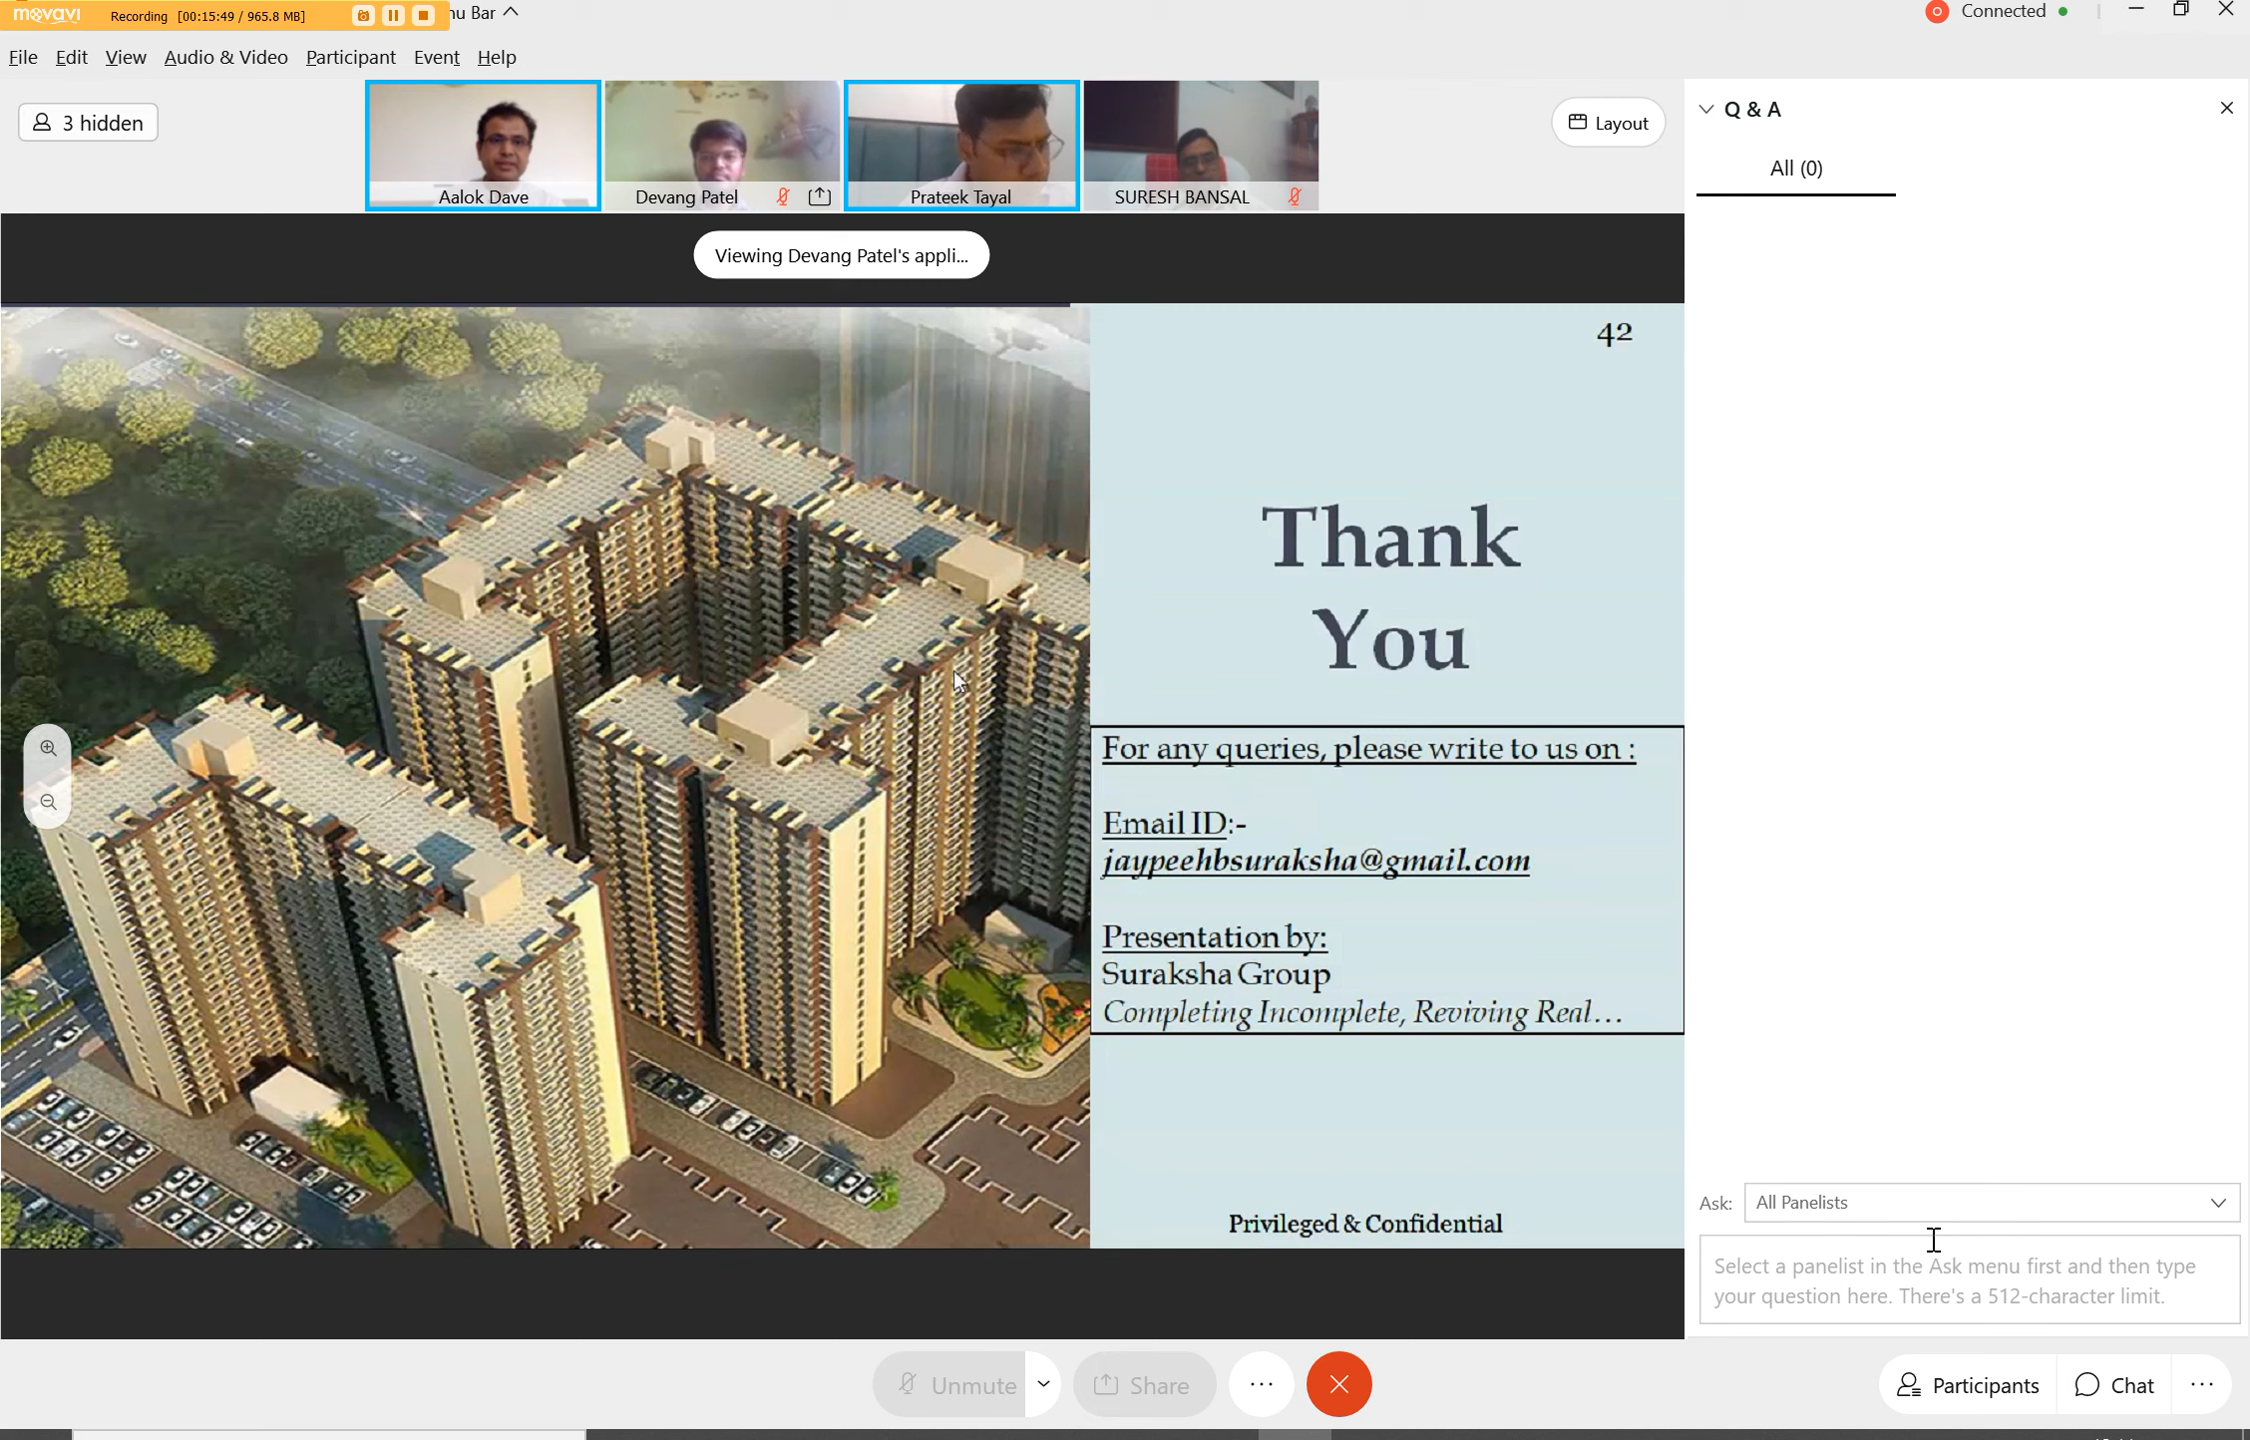 movavi
Recording [00:15:49 / 965.8 MB]
nu Bar
Connected
File Edit View Audio & Video Participant Event Help
3 hidden
Aalok Dave
Devang Patel
Prateek Tayal
SURESH BANSAL
Layout
Viewing Devang Patel's appli...
42
Thank
You
For any queries, please write to us on :
Email ID:-
jaypeehbsuraksha@gmail.com
Presentation by:
Suraksha Group
Completing Incomplete, Reviving Real…
Privileged & Confidential
Q & A
All (0)
Ask: All Panelists
Select a panelist in the Ask menu first and then type
your question here. There's a 512-character limit.
Unmute
Share
Participants
Chat